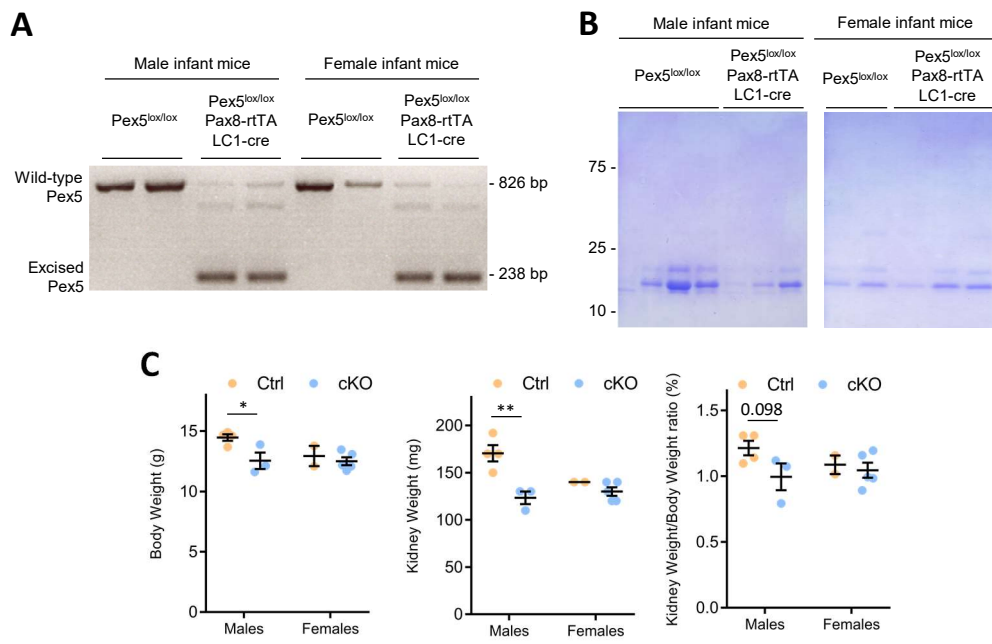 A
Male infant mice
Female infant mice
Pex5lox/lox
Pex5lox/lox
Pax8-rtTA
LC1-cre
Pex5lox/lox
Pex5lox/lox
Pax8-rtTA
LC1-cre
Wild-type
Pex5
- 826 bp
Excised
Pex5
- 238 bp
B
Male infant mice
Female infant mice
Pex5lox/lox
Pex5lox/lox
Pax8-rtTA
LC1-cre
Pex5lox/lox
Pex5lox/lox
Pax8-rtTA
LC1-cre
75 -
25 -
10 -
C
Ctrl
cKO
*
Body Weight (g)
15
10
5
0
Males
Females
Ctrl
cKO
**
Kidney Weight (mg)
200
150
100
50
0
Males
Females
Ctrl
cKO
0.098
Kidney Weight/Body Weight ratio (%)
1.5
1.0
0.5
0.0
Males
Females